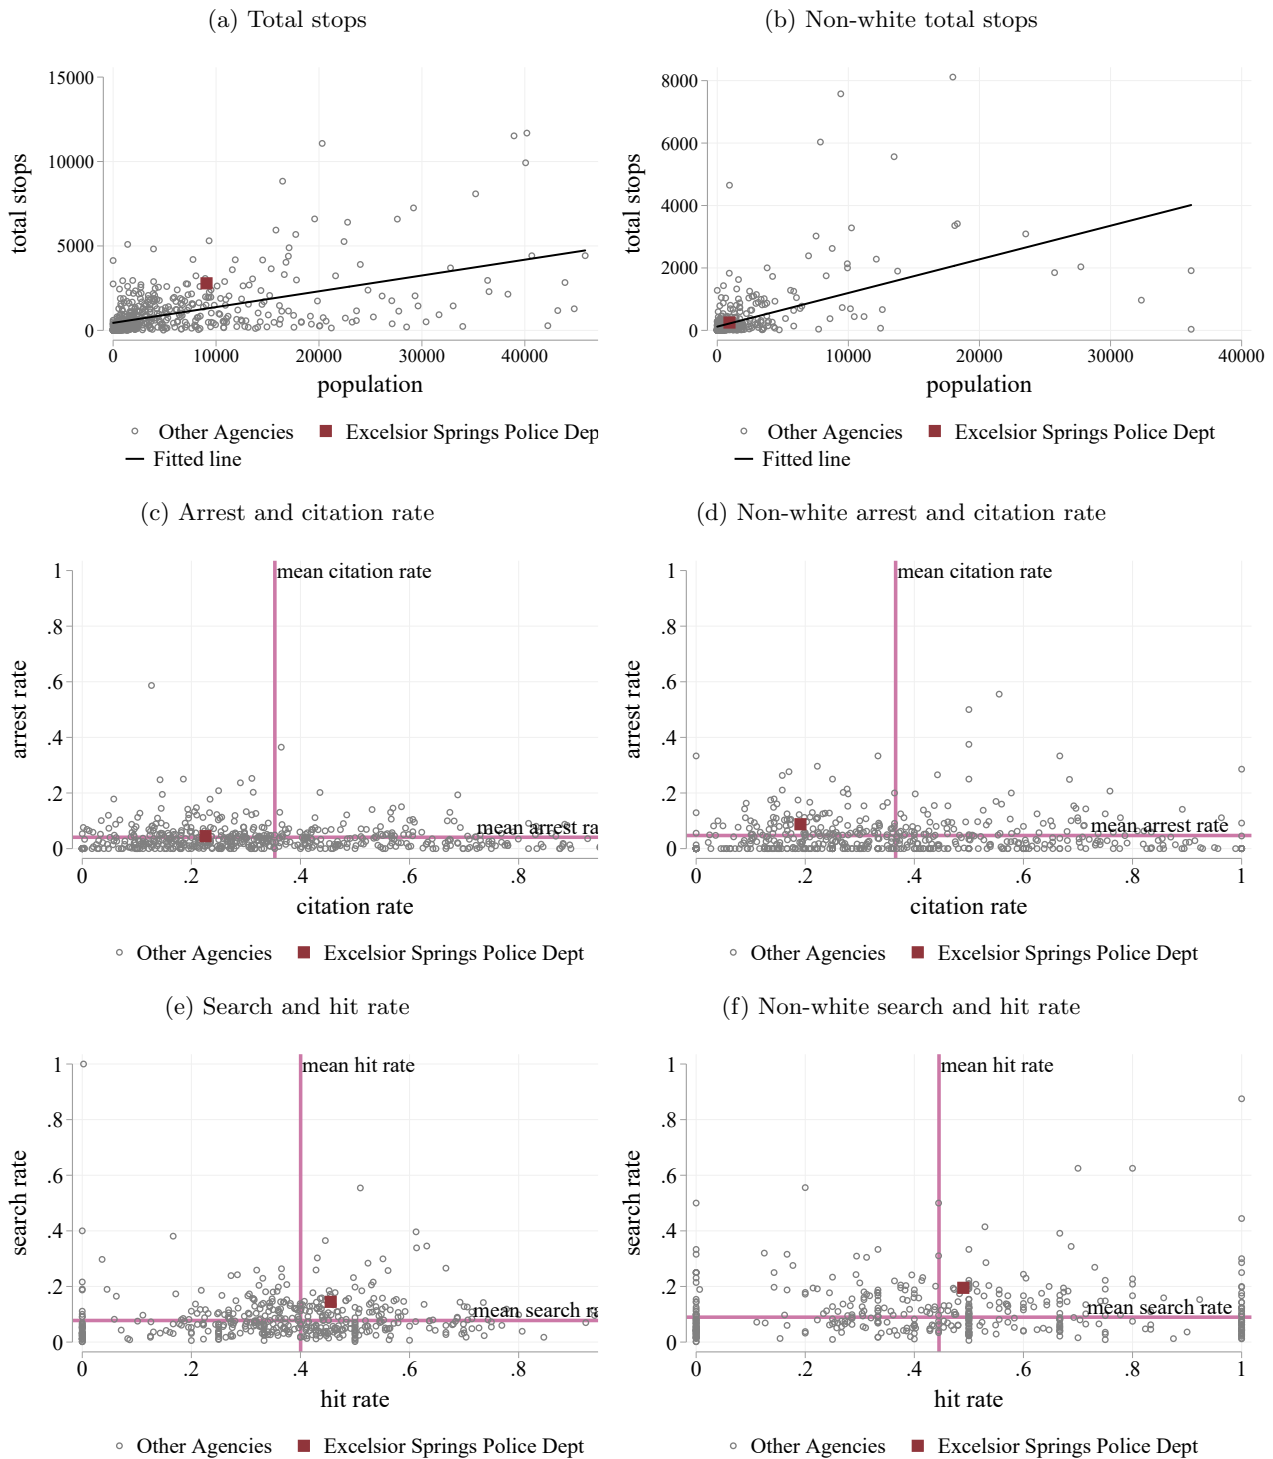 (a) Total stops
15000
10000
5000
0
total stops
0 10000 20000 30000 40000
population
Other Agencies Excelsior Springs Police Dep
Fitted line
(b) Non-white total stops
8000
6000
4000
2000
0
total stops
0 10000 20000 30000 40000
population
Other Agencies Excelsior Springs Police Dept
Fitted line
(c) Arrest and citation rate
mean citation rate
1
.8
.6
.4
.2
0
arrest rate
mean arrest ra
0 .2 .4 .6 .8
citation rate
Other Agencies Excelsior Springs Police Dept
(d) Non-white arrest and citation rate
mean citation rate
1
.8
.6
.4
.2
0
arrest rate
mean arrest rate
0 .2 .4 .6 .8 1
citation rate
Other Agencies Excelsior Springs Police Dept
(e) Search and hit rate
mean hit rate
1
.8
.6
.4
.2
0
search rate
mean search ra
0 .2 .4 .6 .8
hit rate
Other Agencies Excelsior Springs Police Dept
(f) Non-white search and hit rate
mean hit rate
1
.8
.6
.4
.2
0
search rate
mean search rate
0 .2 .4 .6 .8 1
hit rate
Other Agencies Excelsior Springs Police Dept